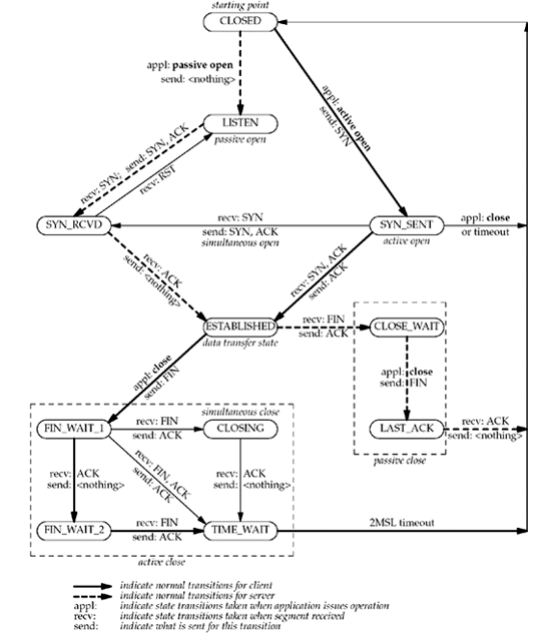 starting point
CLOSED
appl: passive open
send: <nothing>
appl: active open
send: SYN
LISTEN
passive open
recv: SYN; send: SYN, ACK
recv: RST
SYN_RCVD
recv: SYN
send: SYN, ACK
simultaneous open
SYN_SENT
active open
appl: close
or timeout
recv: ACK
send: <nothing>
recv: SYN, ACK
send: ACK
ESTABLISHED
data transfer state
recv: FIN
send: ACK
CLOSE_WAIT
appl: close
send: FIN
appl: close
send: FIN
LAST_ACK
recv: ACK
send: <nothing>
passive close
simultaneous close
FIN_WAIT_1
recv: FIN
send: ACK
CLOSING
recv: ACK
send: <nothing>
recv: FIN, ACK
send: ACK
recv: ACK
send: <nothing>
FIN_WAIT_2
recv: FIN
send: ACK
TIME_WAIT
2MSL timeout
active close
indicate normal transitions for client
indicate normal transitions for server
appl: indicate state transitions taken when application issues operation
recv: indicate state transitions taken when segment received
send: indicate what is sent for this transition